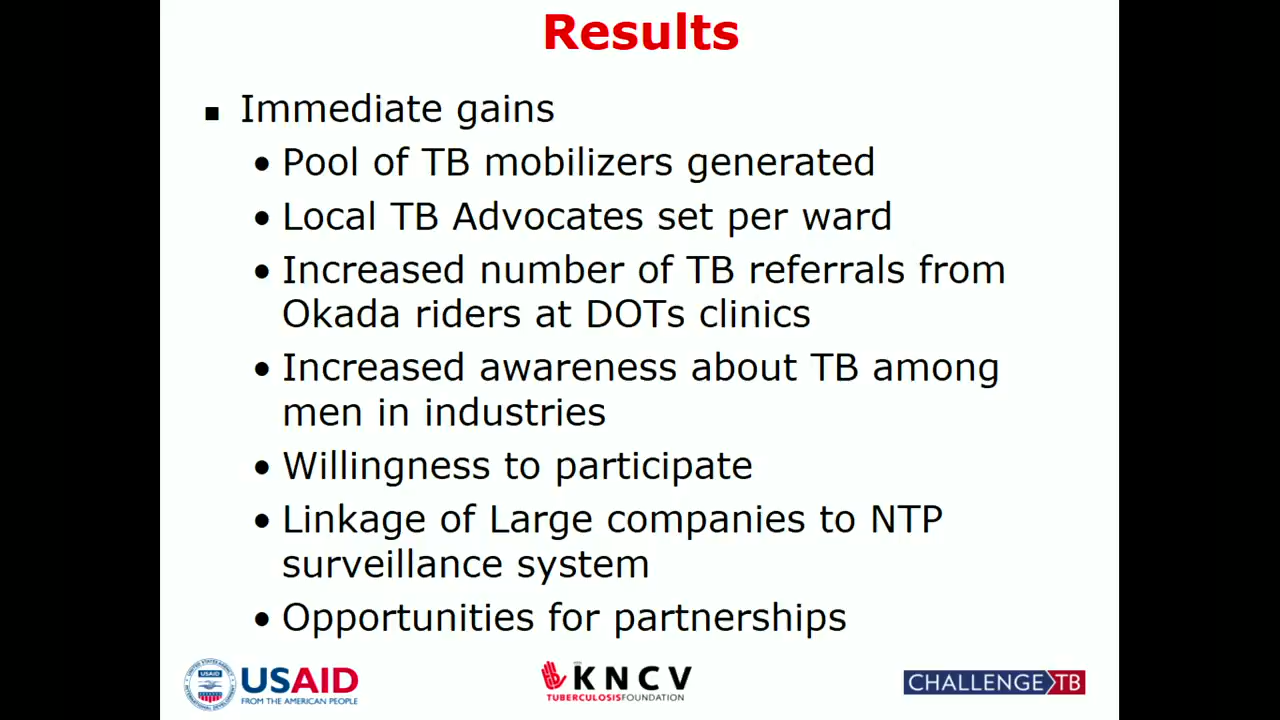 Results
Immediate gains
Pool of TB mobilizers generated
Local TB Advocates set per ward
Increased number of TB referrals from
Okada riders at DOTs clinics
Increased awareness about TB among
men in industries
Willingness to participate
Linkage of Large companies to NTP
surveillance system
Opportunities for partnerships
USAID
FROM THE AMERICAN PEOPLE
KNCV
TUBERCULOSISFOUNDATION
CHALLENGE TB